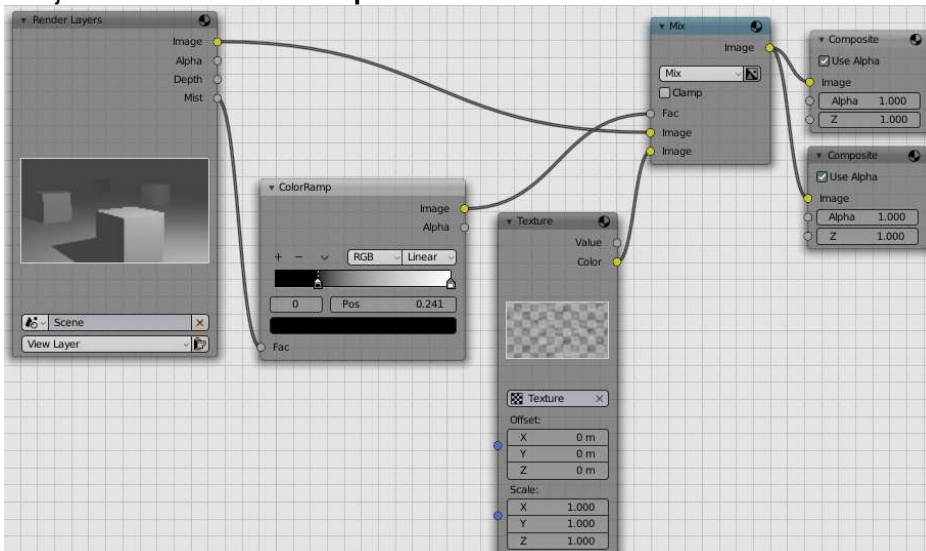 Render Layers
Image
Alpha
Depth
Mist
Scene
View Layer
ColorRamp
Image
Alpha
+ - RGB Linear
0 Pos 0.241
Fac
Texture
Value
Color
Texture
Offset:
X 0 m
Y 0 m
Z 0 m
Scale:
X 1.000
Y 1.000
Z 1.000
Mix
Image
Mix
Clamp
Fac
Image
Image
Composite
Use Alpha
Image
Alpha 1.000
Z 1.000
Composite
Use Alpha
Image
Alpha 1.000
Z 1.000